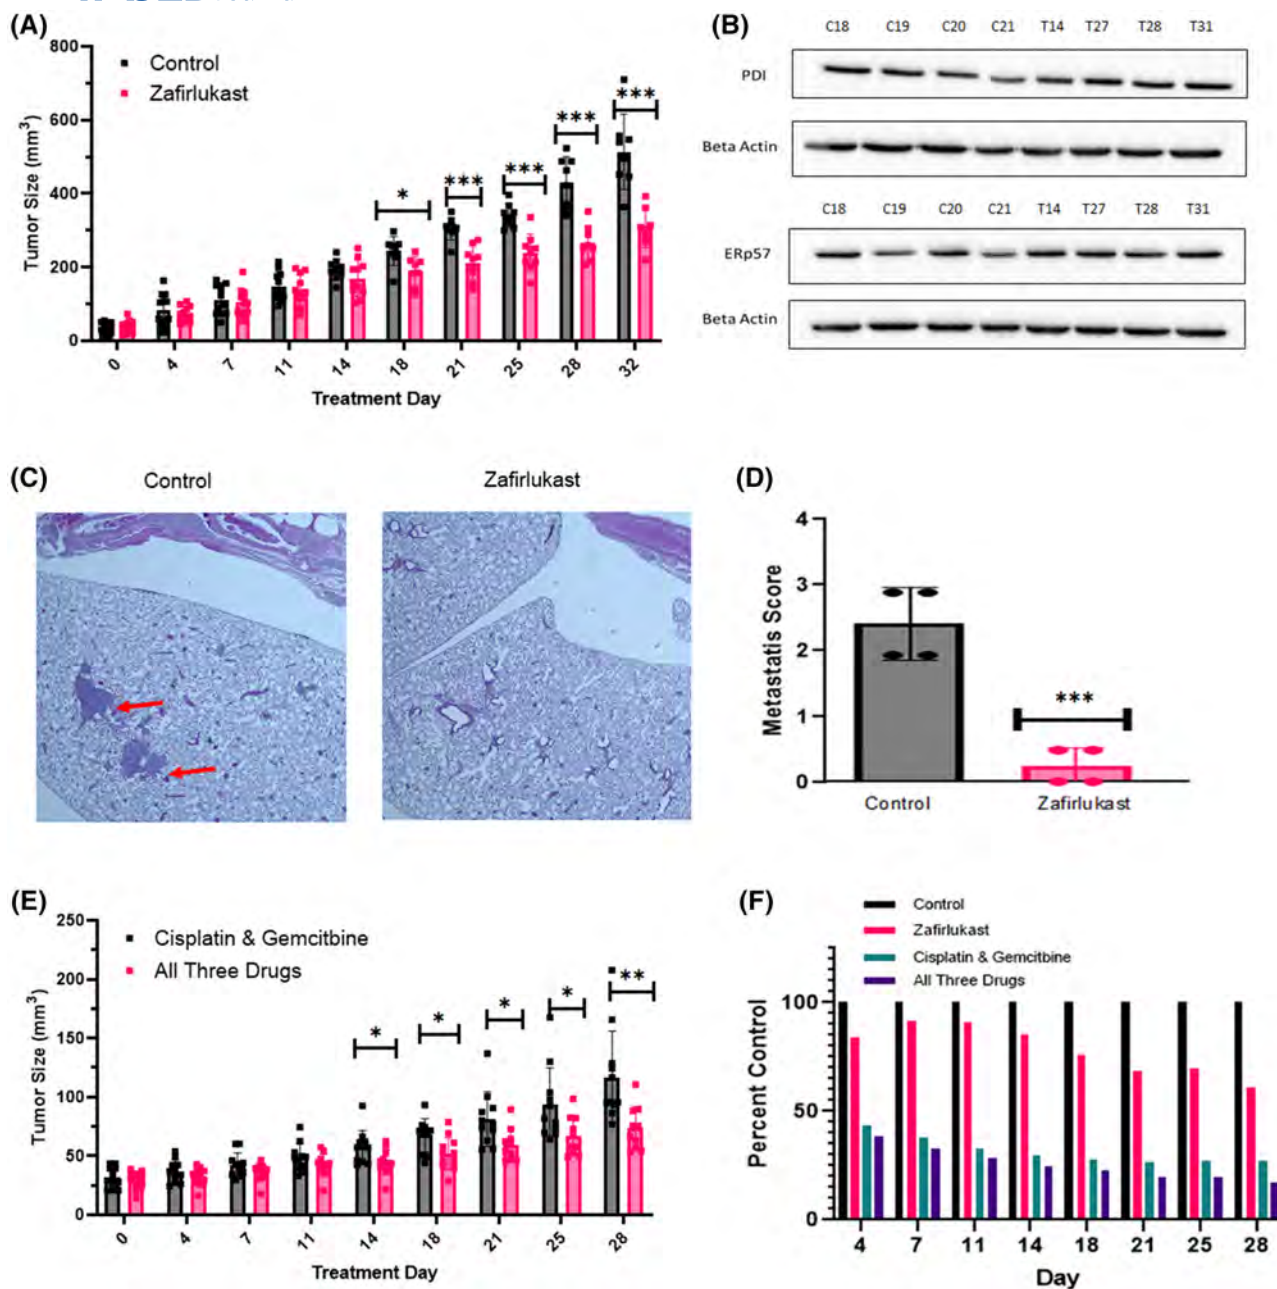 (A)
800
600
400
200
0
Tumor Size (mm³)
Control
Zafirlukast
*
***
***
***
***
0 4 7 11 14 18 21 25 28 32
Treatment Day
(B)
C18 C19 C20 C21 T14 T27 T28 T31
PDI
Beta Actin
C18 C19 C20 C21 T14 T27 T28 T31
ERp57
Beta Actin
(C)
Control Zafirlukast
(D)
4
3
2
1
0
Metastatis Score
***
Control Zafirlukast
(E)
250
200
150
100
50
0
Tumor Size (mm³)
Cisplatin & Gemcitbine
All Three Drugs
*
*
*
*
**
0 4 7 11 14 18 21 25 28
Treatment Day
(F)
Control
Zafirlukast
Cisplatin & Gemcitbine
All Three Drugs
100
50
0
Percent Control
4 7 11 14 18 21 25 28
Day